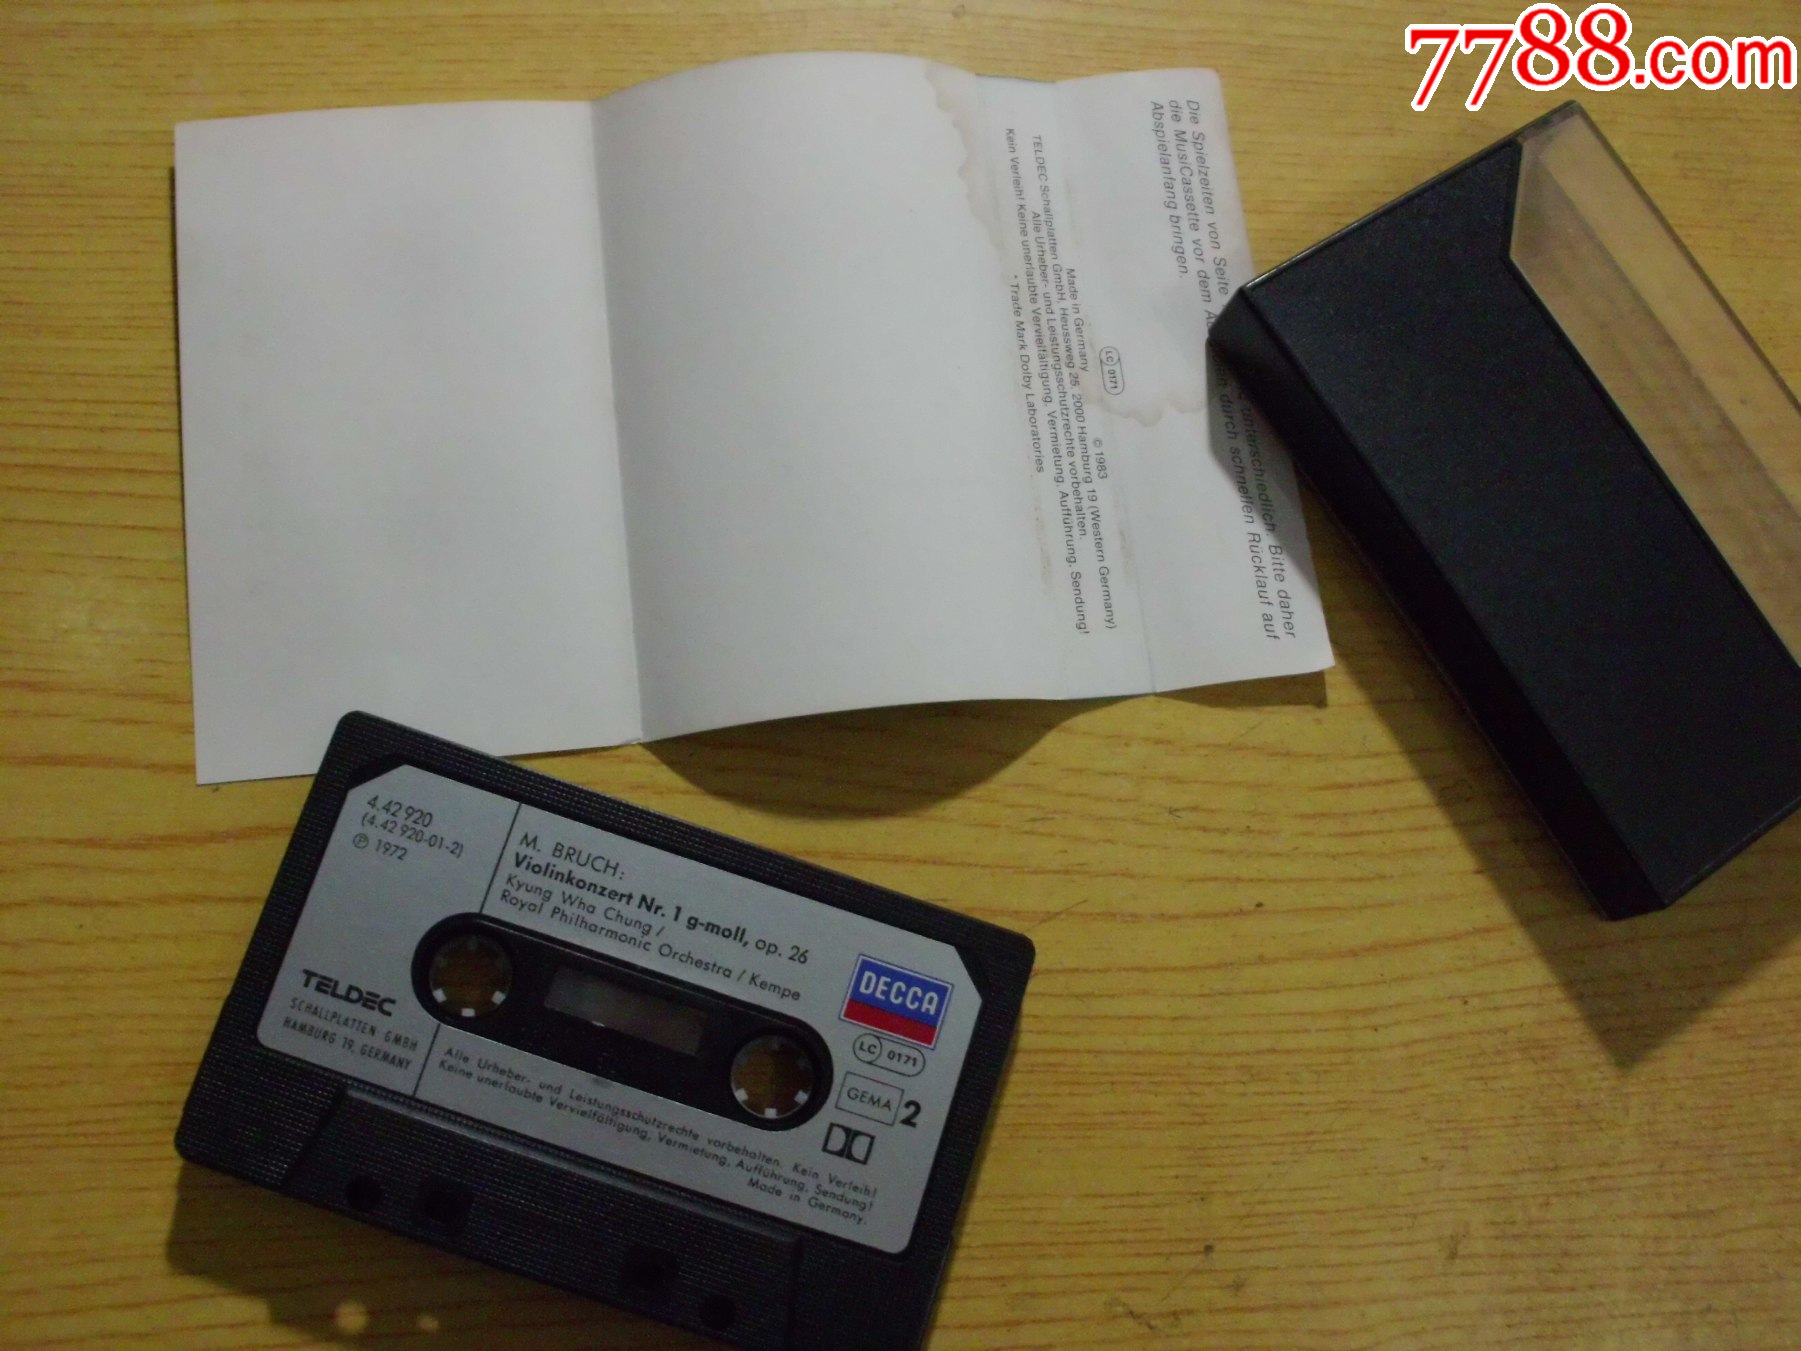 7788.com
Die Spielzeiten von Seite unterschiedlich. Bitte daher
die MusiCassette vor dem durch schnellen Rücklauf auf
Abspielanfang bringen.
LC 0171
© 1983
Made in Germany
TELDEC Schallplatten GmbH, Heussweg 25, 2000 Hamburg 19 (Western Germany)
Alle Urheber- und Leistungsschutzrechte vorbehalten.
Kein Verleih! Keine unerlaubte Vervielfältigung, Vermietung, Aufführung, Sendung!
* Trade Mark Dolby Laboratories
4.42 920
(4.42 920-01-2)
℗ 1972
M. BRUCH:
Violinkonzert Nr. 1 g-moll, op. 26
Kyung Wha Chung /
Royal Philharmonic Orchestra / Kempe
DECCA
LC 0171
GEMA 2
TELDEC
SCHALLPLATTEN GMBH
HAMBURG 19, GERMANY
Alle Urheber- und Leistungsschutzrechte vorbehalten. Kein Verleih!
Keine unerlaubte Vervielfältigung, Vermietung, Aufführung, Sendung!
Made in Germany.